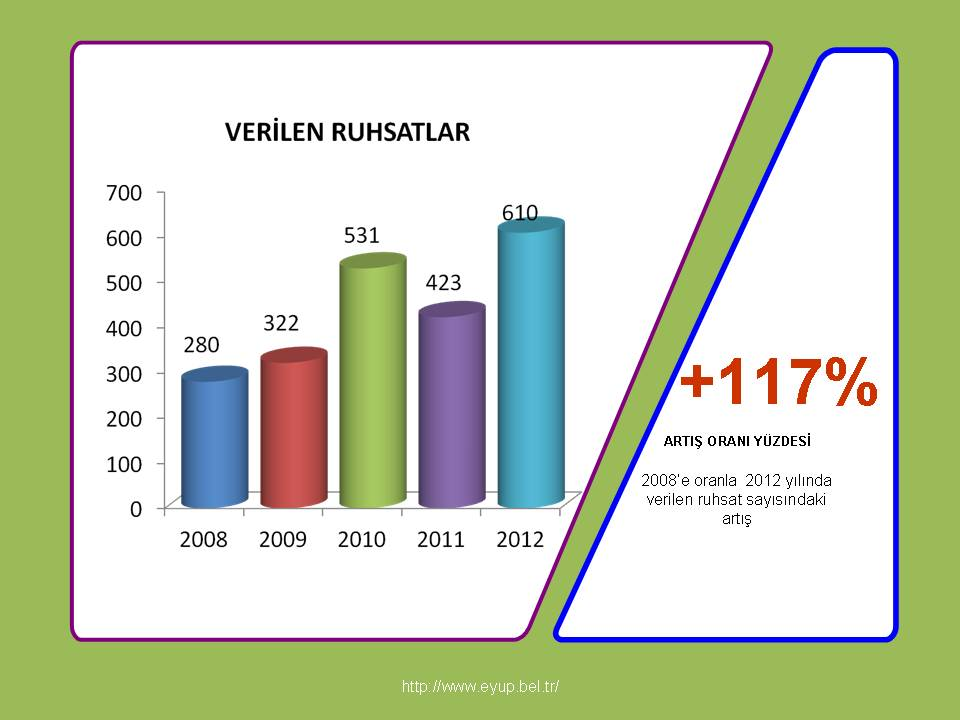 VERİLEN RUHSATLAR
700
600
500
400
300
200
100
0
280
322
531
423
610
2008 2009 2010 2011 2012
+117%
ARTIŞ ORANI YÜZDESİ
2008'e oranla 2012 yılında
verilen ruhsat sayısındaki
artış
http://www.eyup.bel.tr/